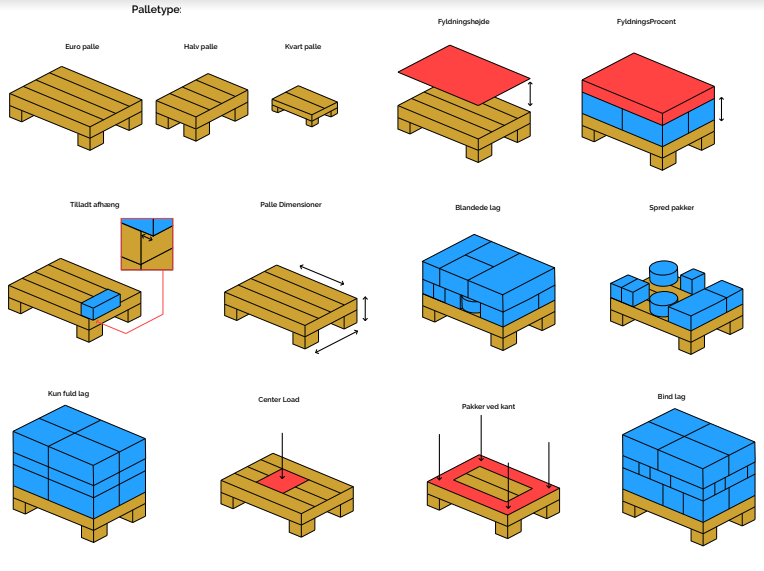 Palletype:
Euro palle
Halv palle
Kvart palle
Fyldningshøjde
FyldningsProcent
Tilladt afhæng
Palle Dimensioner
Blandede lag
Spred pakker
Kun fuld lag
Center Load
Pakker ved kant
Bind lag